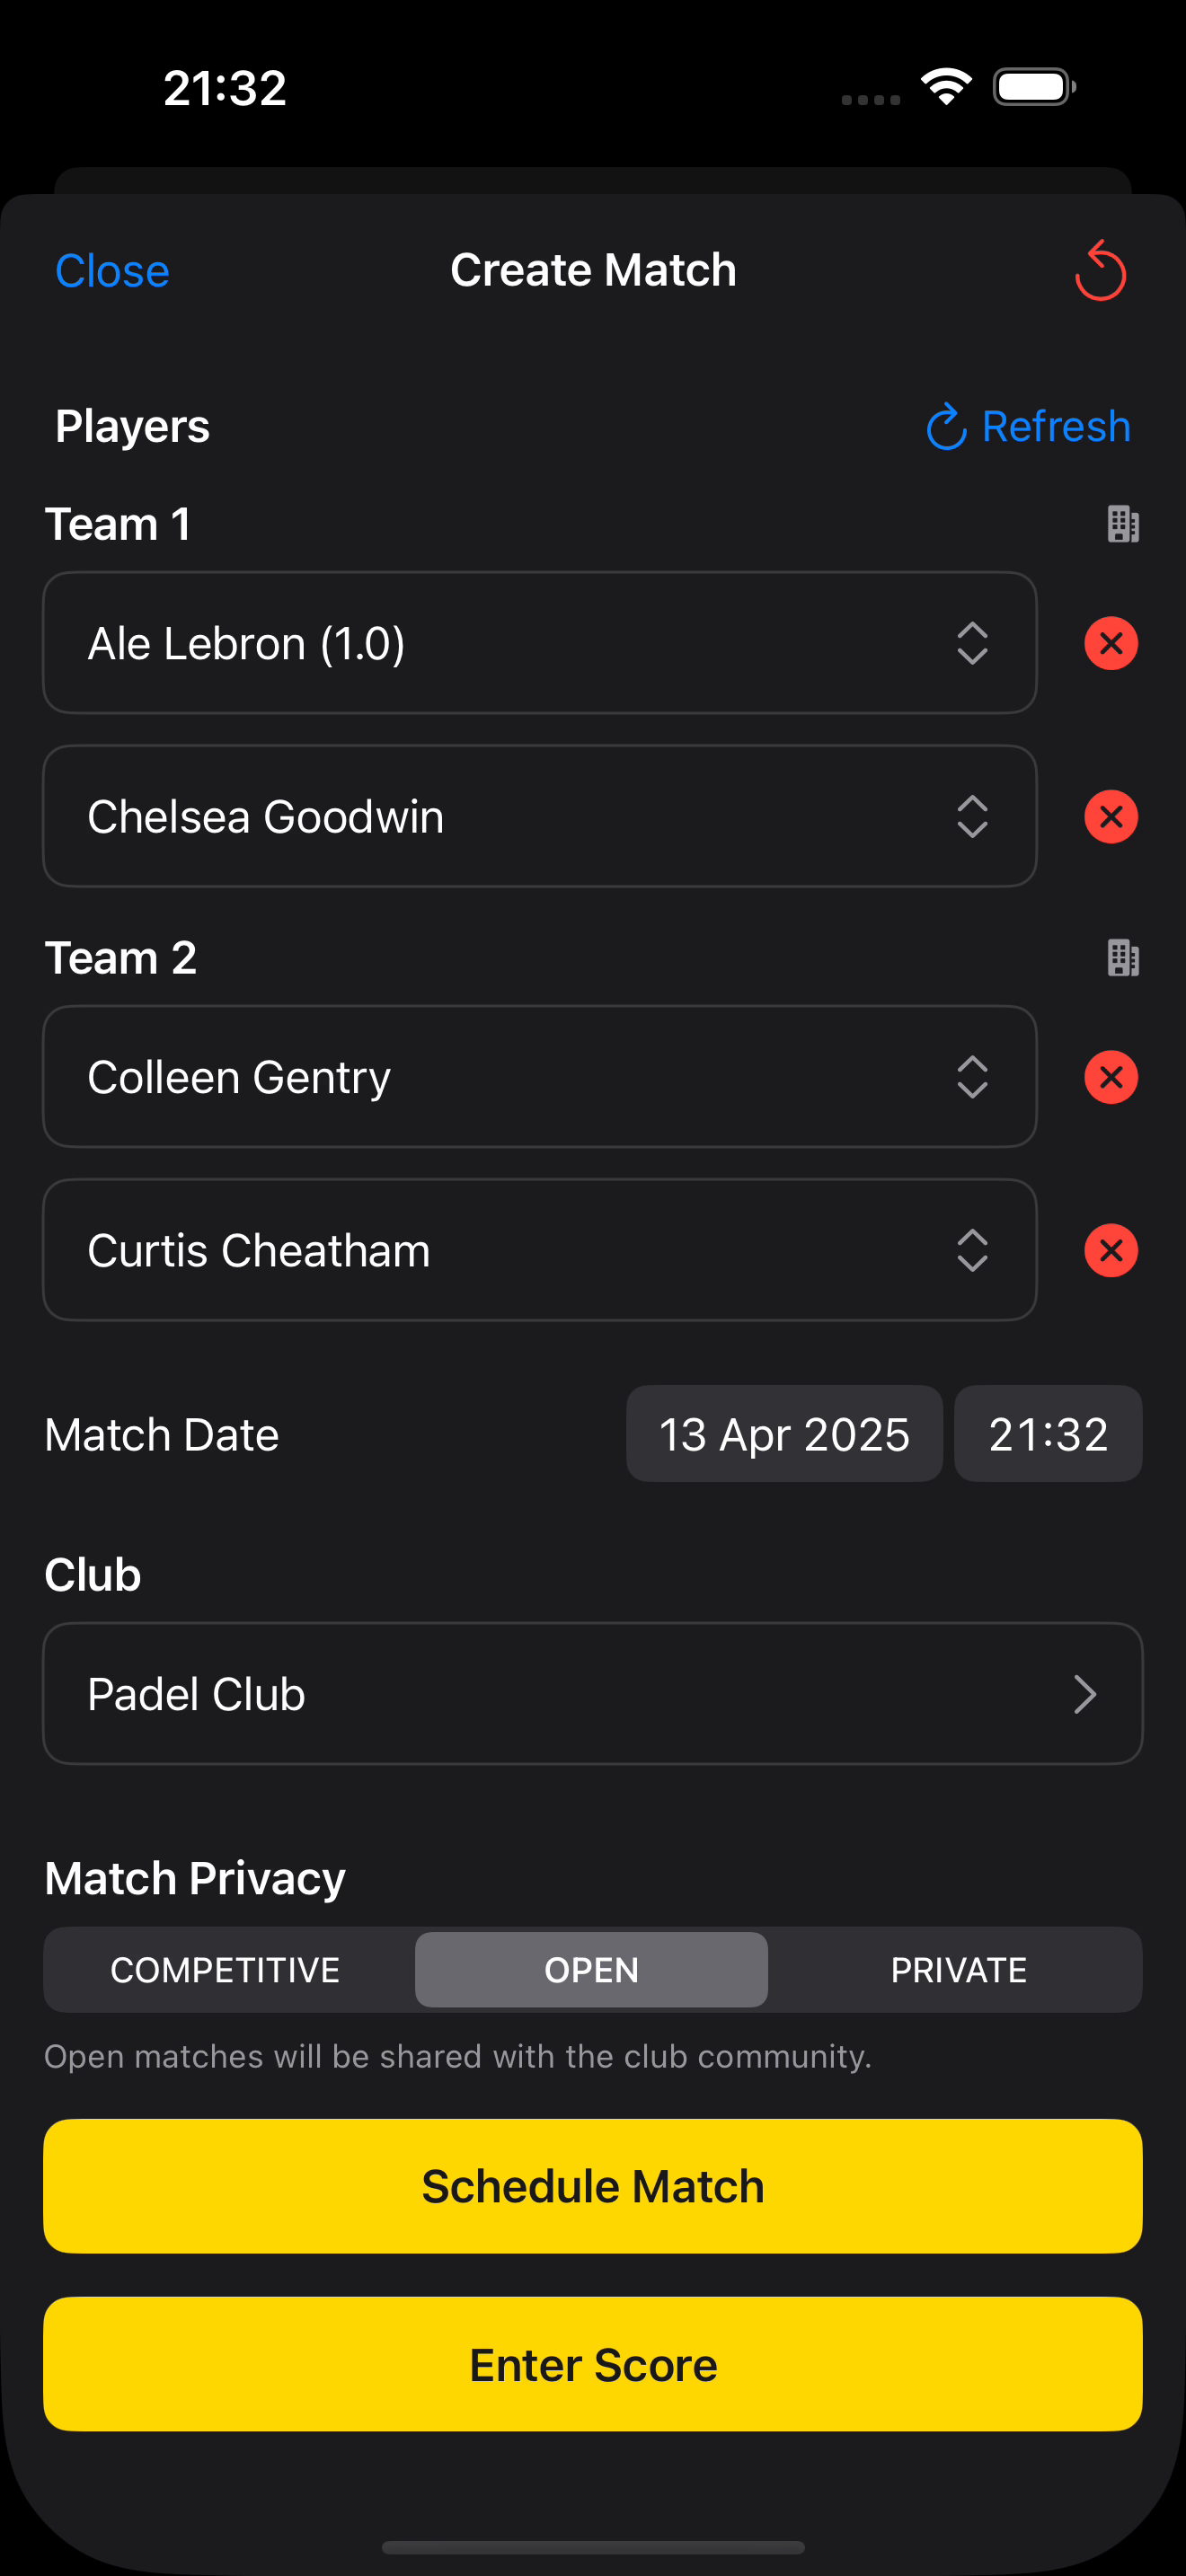 21:32
Close
Create Match
Players
Refresh
Team 1
Ale Lebron (1.0)
Chelsea Goodwin
Team 2
Colleen Gentry
Curtis Cheatham
Match Date
13 Apr 2025
21:32
Club
Padel Club
Match Privacy
COMPETITIVE
OPEN
PRIVATE
Open matches will be shared with the club community.
Schedule Match
Enter Score